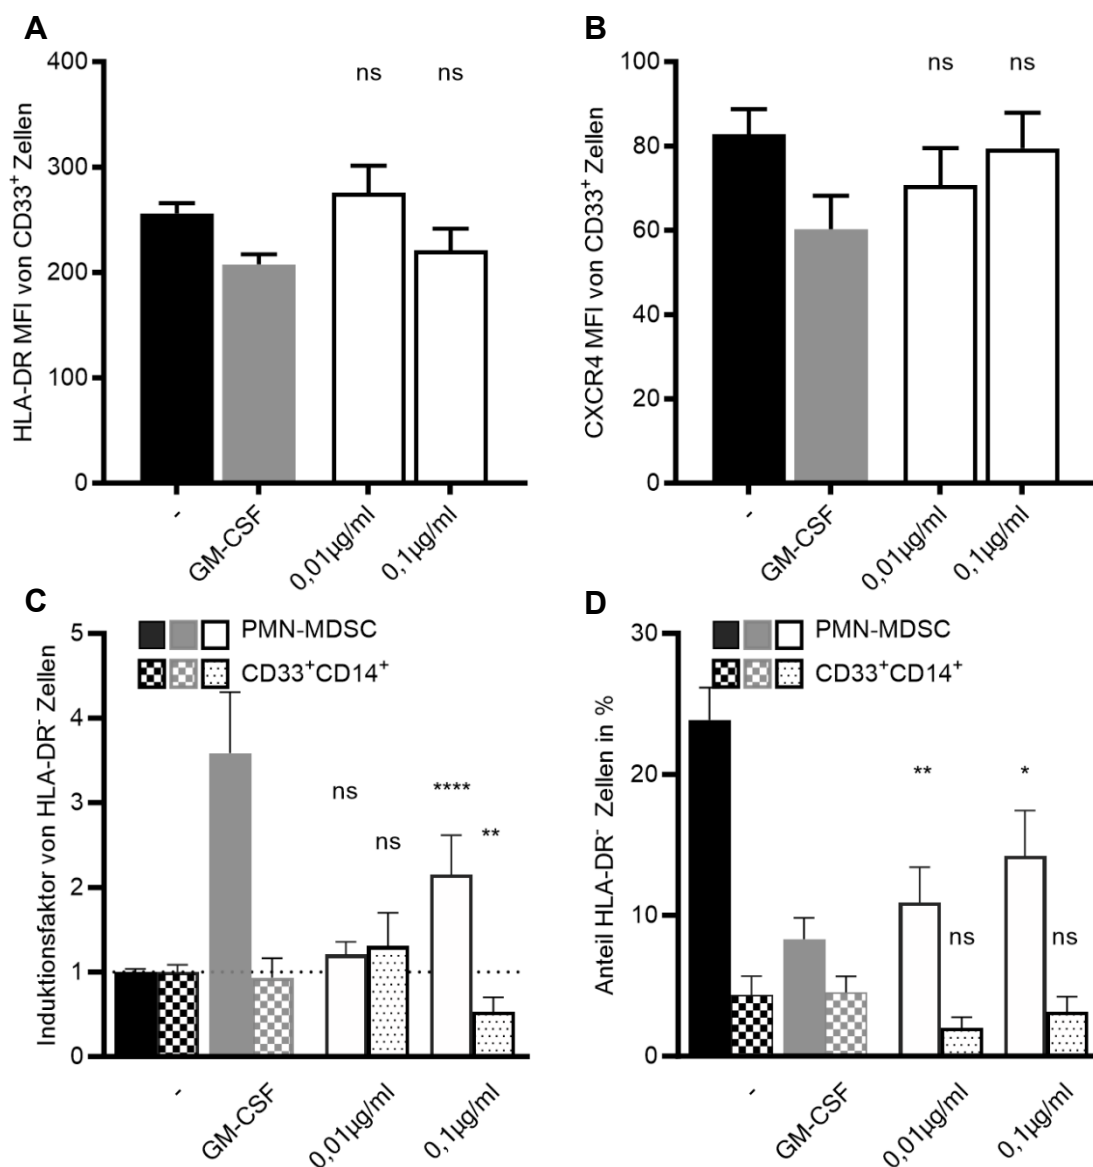 A
HLA-DR MFI von CD33⁺ Zellen
400
300
200
100
0
ns
ns
-
GM-CSF
0,01µg/ml
0,1µg/ml
B
CXCR4 MFI von CD33⁺ Zellen
100
80
60
40
20
0
ns
ns
-
GM-CSF
0,01µg/ml
0,1µg/ml
C
Induktionsfaktor von HLA-DR⁻ Zellen
5
4
3
2
1
0
PMN-MDSC
CD33⁺CD14⁺
ns
ns
****
**
-
GM-CSF
0,01µg/ml
0,1µg/ml
D
Anteil HLA-DR⁻ Zellen in %
30
20
10
0
PMN-MDSC
CD33⁺CD14⁺
**
ns
*
ns
-
GM-CSF
0,01µg/ml
0,1µg/ml